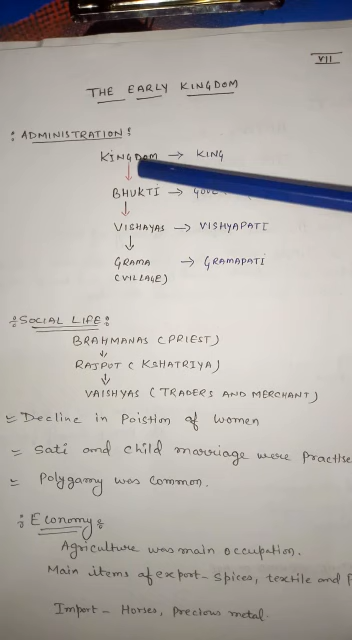 VII
THE EARLY KINGDOM
: ADMINISTRATION :
KINGDOM → KING
↓
BHUKTI →
↓
VISHAYAS → VISHYAPATI
↓
GRAMA → GRAMAPATI
(VILLAGE)
: SOCIAL LIFE :
BRAHMANAS (PRIEST)
↓
RAJPUT ( KSHATRIYA )
↓
VAISHYAS ( TRADERS AND MERCHANT )
= Decline in Poistion of women
= Sati and child marriage were Practise
= Polygamy was common.
: Economy :
Agriculture was main occupation.
Main items of export - spices, textile and
Import - Horses, Precious metal.